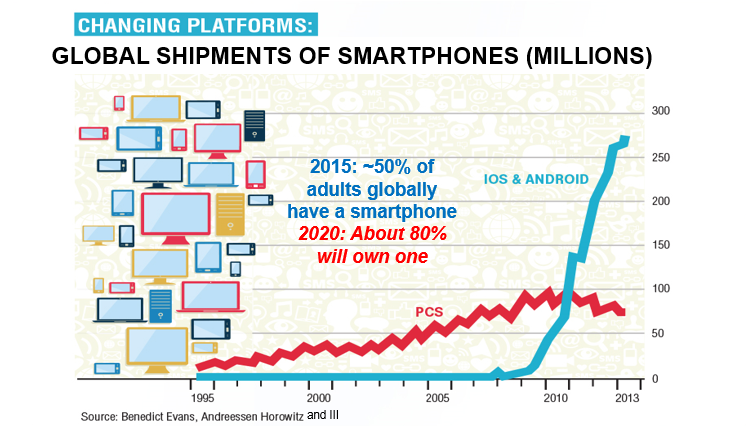 CHANGING PLATFORMS:
GLOBAL SHIPMENTS OF SMARTPHONES (MILLIONS)
2015: ~50% of
adults globally
have a smartphone
2020: About 80%
will own one
IOS & ANDROID
PCS
300
250
200
150
100
50
0
1995
2000
2005
2010
2013
Source: Benedict Evans, Andreessen Horowitz and III